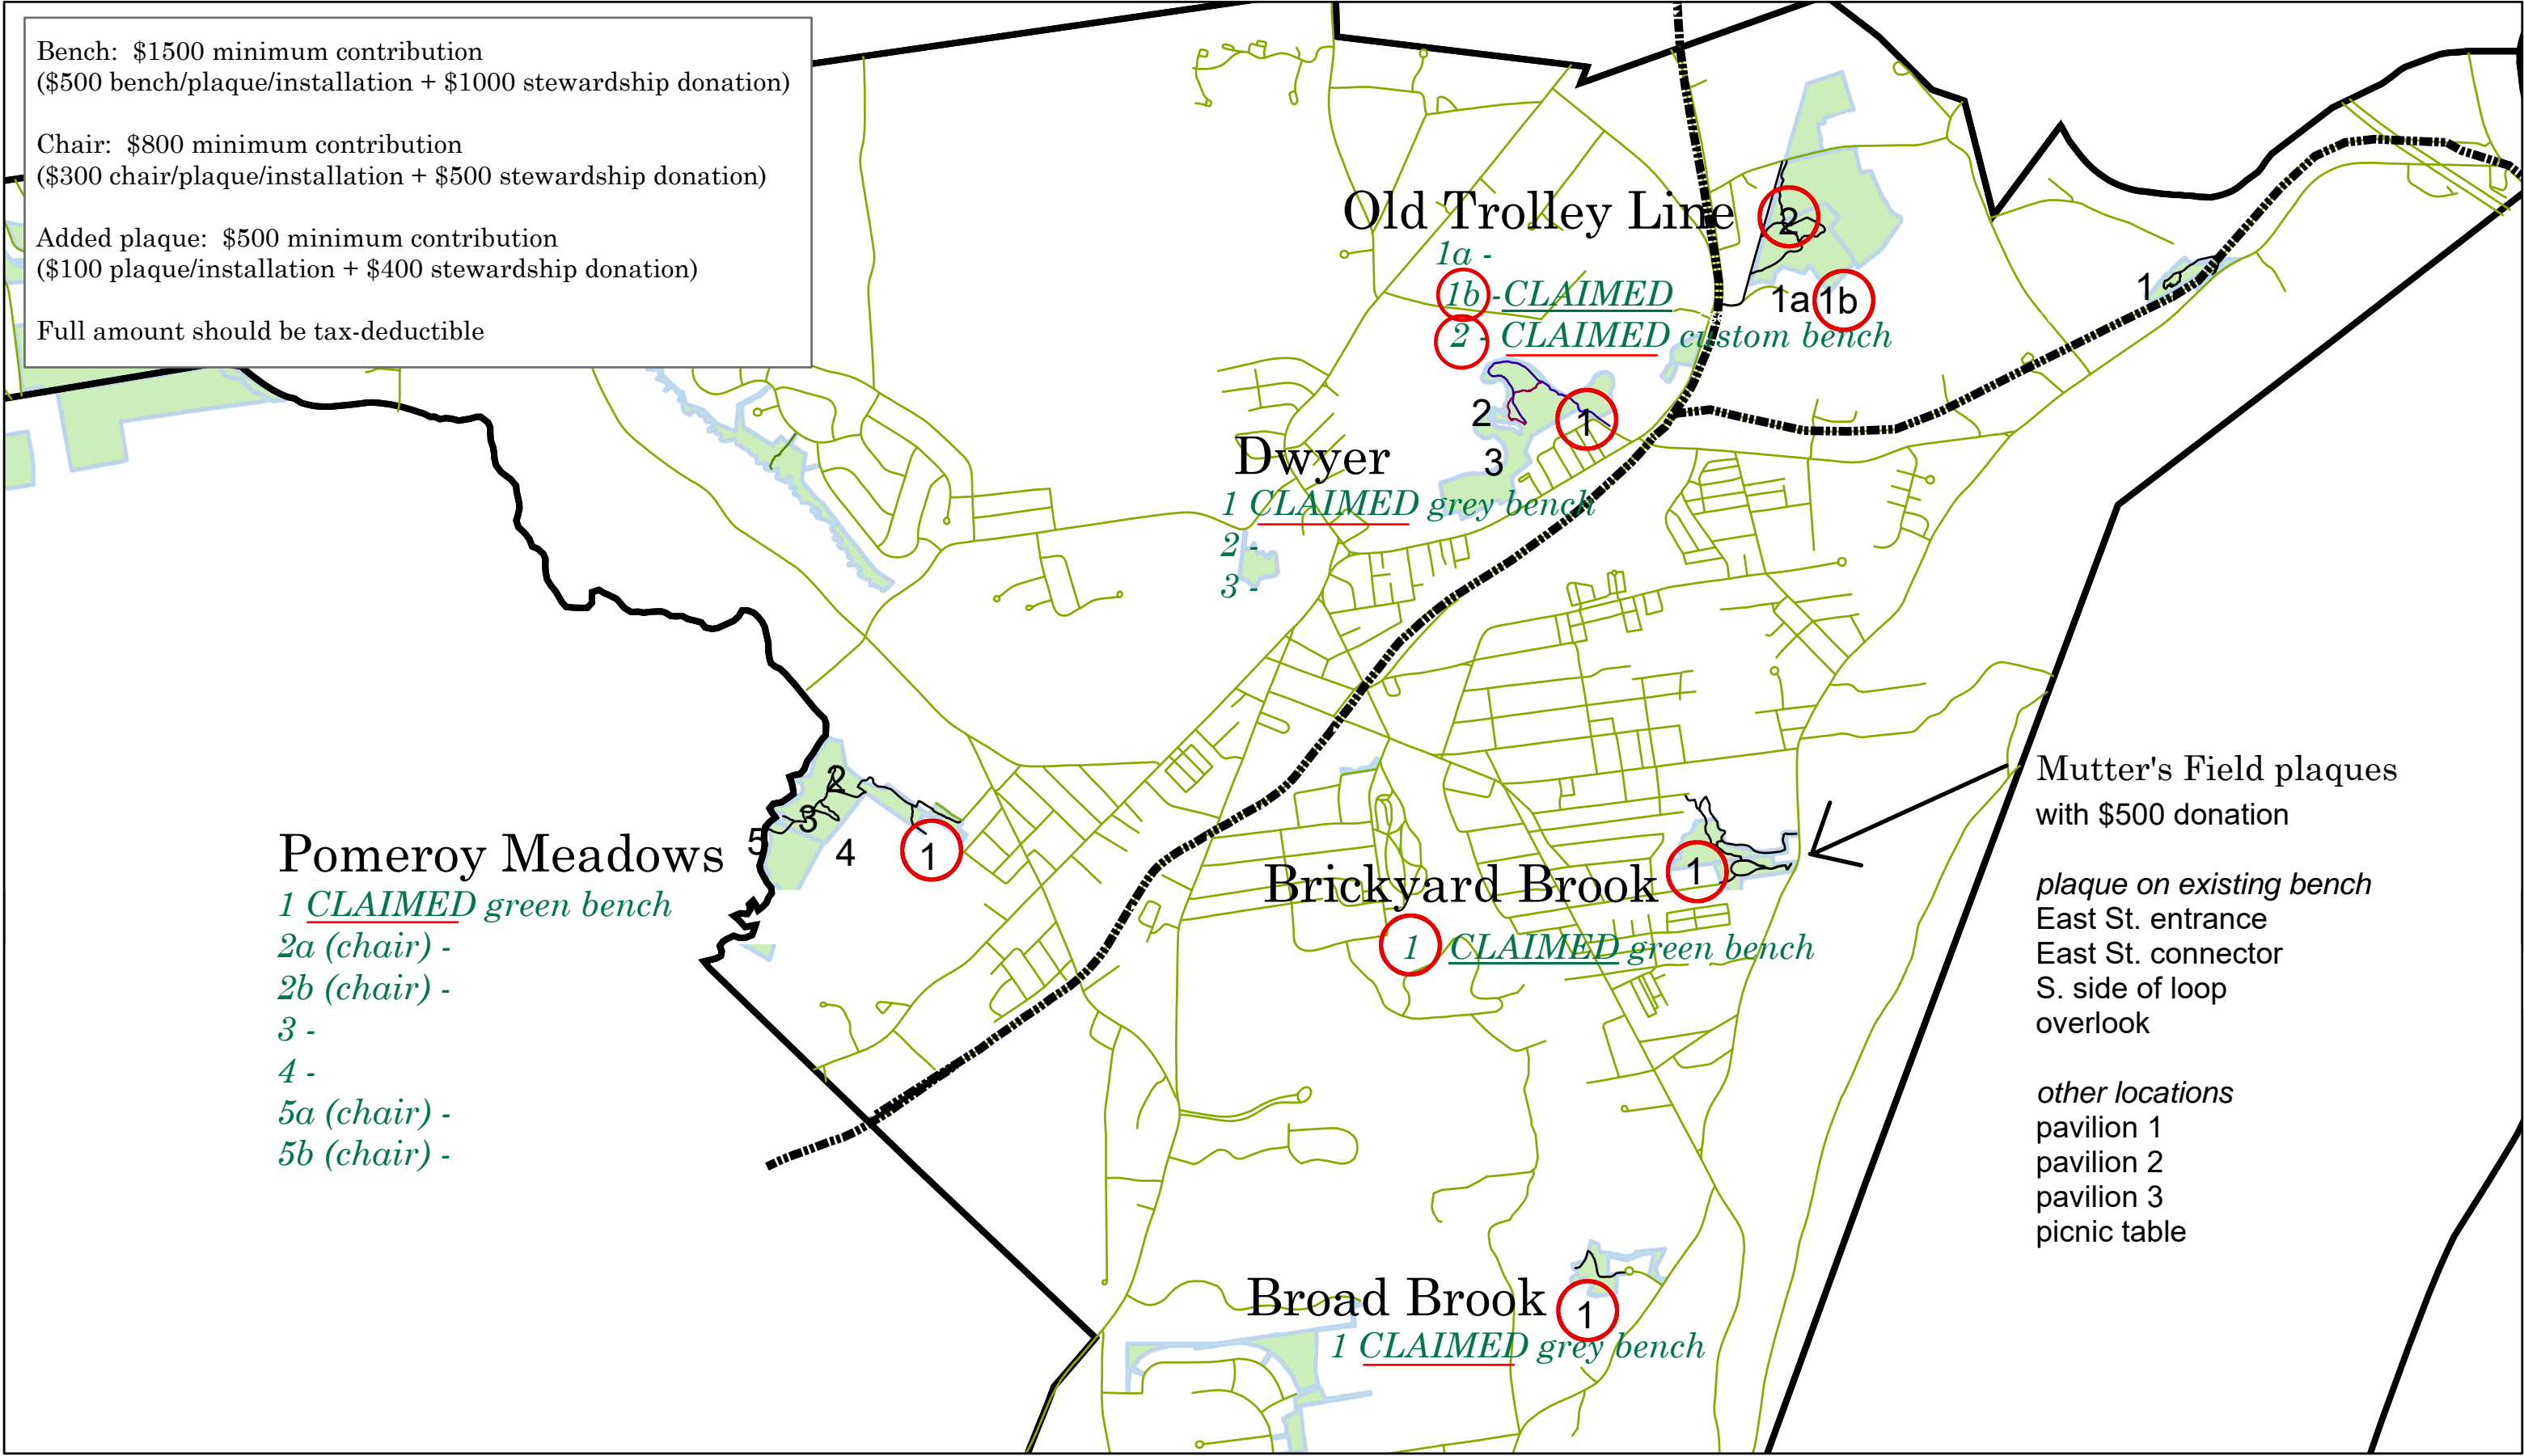 Bench: $1500 minimum contribution
($500 bench/plaque/installation + $1000 stewardship donation)
Chair: $800 minimum contribution
($300 chair/plaque/installation + $500 stewardship donation)
Added plaque: $500 minimum contribution
($100 plaque/installation + $400 stewardship donation)
Full amount should be tax-deductible
Old Trolley Line
2
1a -
1b -CLAIMED
2 - CLAIMED custom bench
1a 1b
1
2
1
3
Dwyer
1 CLAIMED grey bench
2 -
3 -
2
3
5
4
1
Pomeroy Meadows
1 CLAIMED green bench
2a (chair) -
2b (chair) -
3 -
4 -
5a (chair) -
5b (chair) -
Brickyard Brook
1
1 CLAIMED green bench
Mutter's Field plaques
with $500 donation
plaque on existing bench
East St. entrance
East St. connector
S. side of loop
overlook
other locations
pavilion 1
pavilion 2
pavilion 3
picnic table
Broad Brook
1
1 CLAIMED grey bench